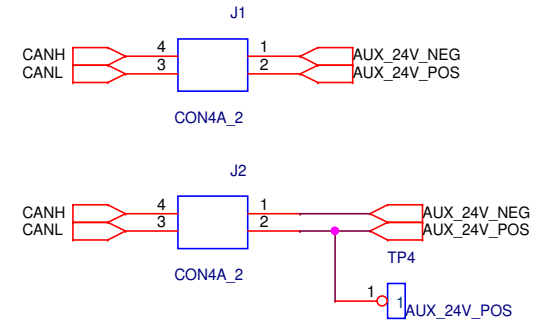 J1
CANH 4 1 AUX_24V_NEG
CANL 3 2 AUX_24V_POS
CON4A_2
J2
CANH 4 1 AUX_24V_NEG
CANL 3 2 AUX_24V_POS
CON4A_2 TP4
1 1 AUX_24V_POS